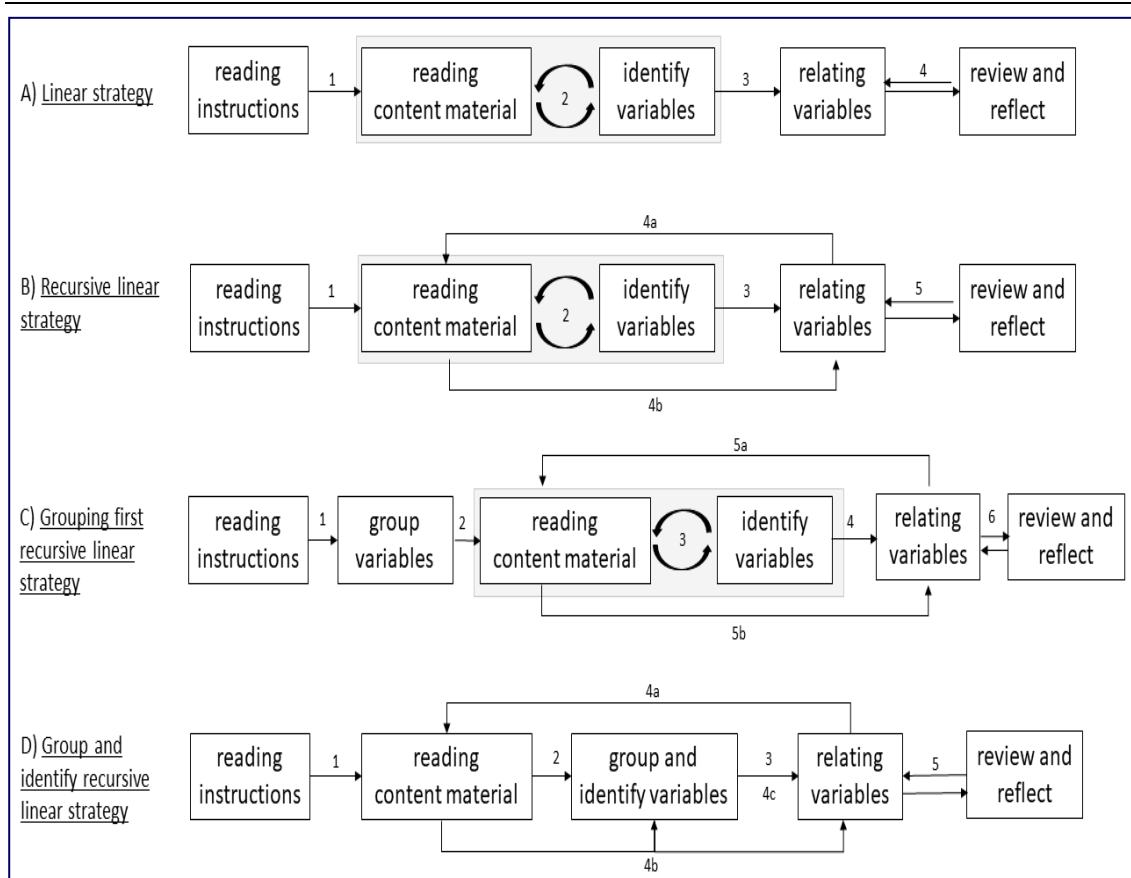 A) Linear strategy
reading
instructions
1
reading
content material
2
identify
variables
3
relating
variables
4
review and
reflect
B) Recursive linear
strategy
reading
instructions
1
reading
content material
2
identify
variables
3
relating
variables
4a
4b
5
review and
reflect
C) Grouping first
recursive linear
strategy
reading
instructions
1
group
variables
2
reading
content material
3
identify
variables
4
relating
variables
5a
5b
6
review and
reflect
D) Group and
identify recursive
linear strategy
reading
instructions
1
reading
content material
2
group and
identify variables
3
4c
relating
variables
4a
4b
5
review and
reflect